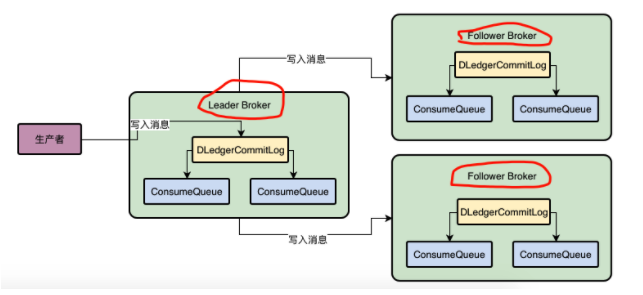 生产者
写入消息
Leader Broker
DLedgerCommitLog
ConsumeQueue
ConsumeQueue
写入消息
Follower Broker
DLedgerCommitLog
ConsumeQueue
ConsumeQueue
写入消息
Follower Broker
DLedgerCommitLog
ConsumeQueue
ConsumeQueue